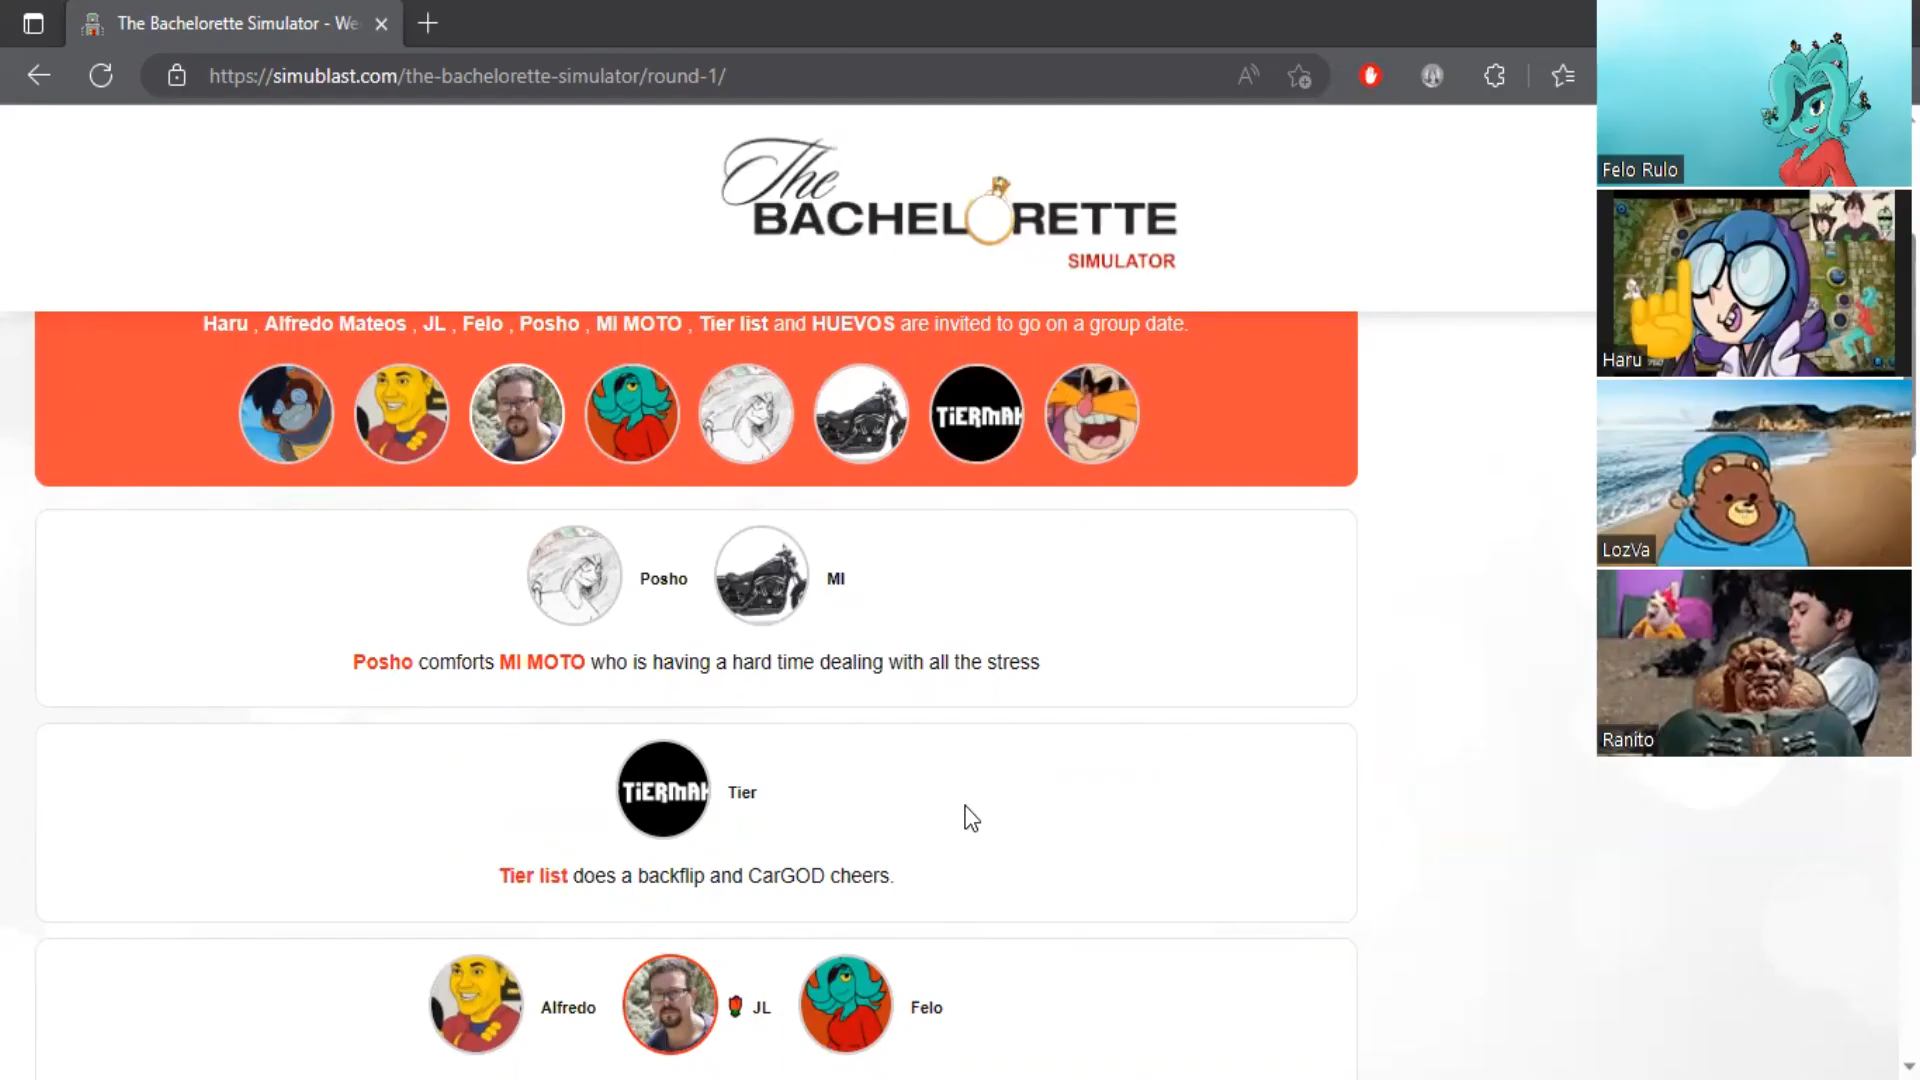 The Bachelorette Simulator - We
https://simublast.com/the-bachelorette-simulator/round-1/
The
BACHELORETTE
SIMULATOR
Haru , Alfredo Mateos , JL , Felo , Posho , MI MOTO , Tier list and HUEVOS are invited to go on a group date.
TiERMAK
Posho
MI
Posho comforts MI MOTO who is having a hard time dealing with all the stress
TiERMAK
Tier
Tier list does a backflip and CarGOD cheers.
Alfredo
JL
Felo
Felo Rulo
Haru
LozVa
Ranito